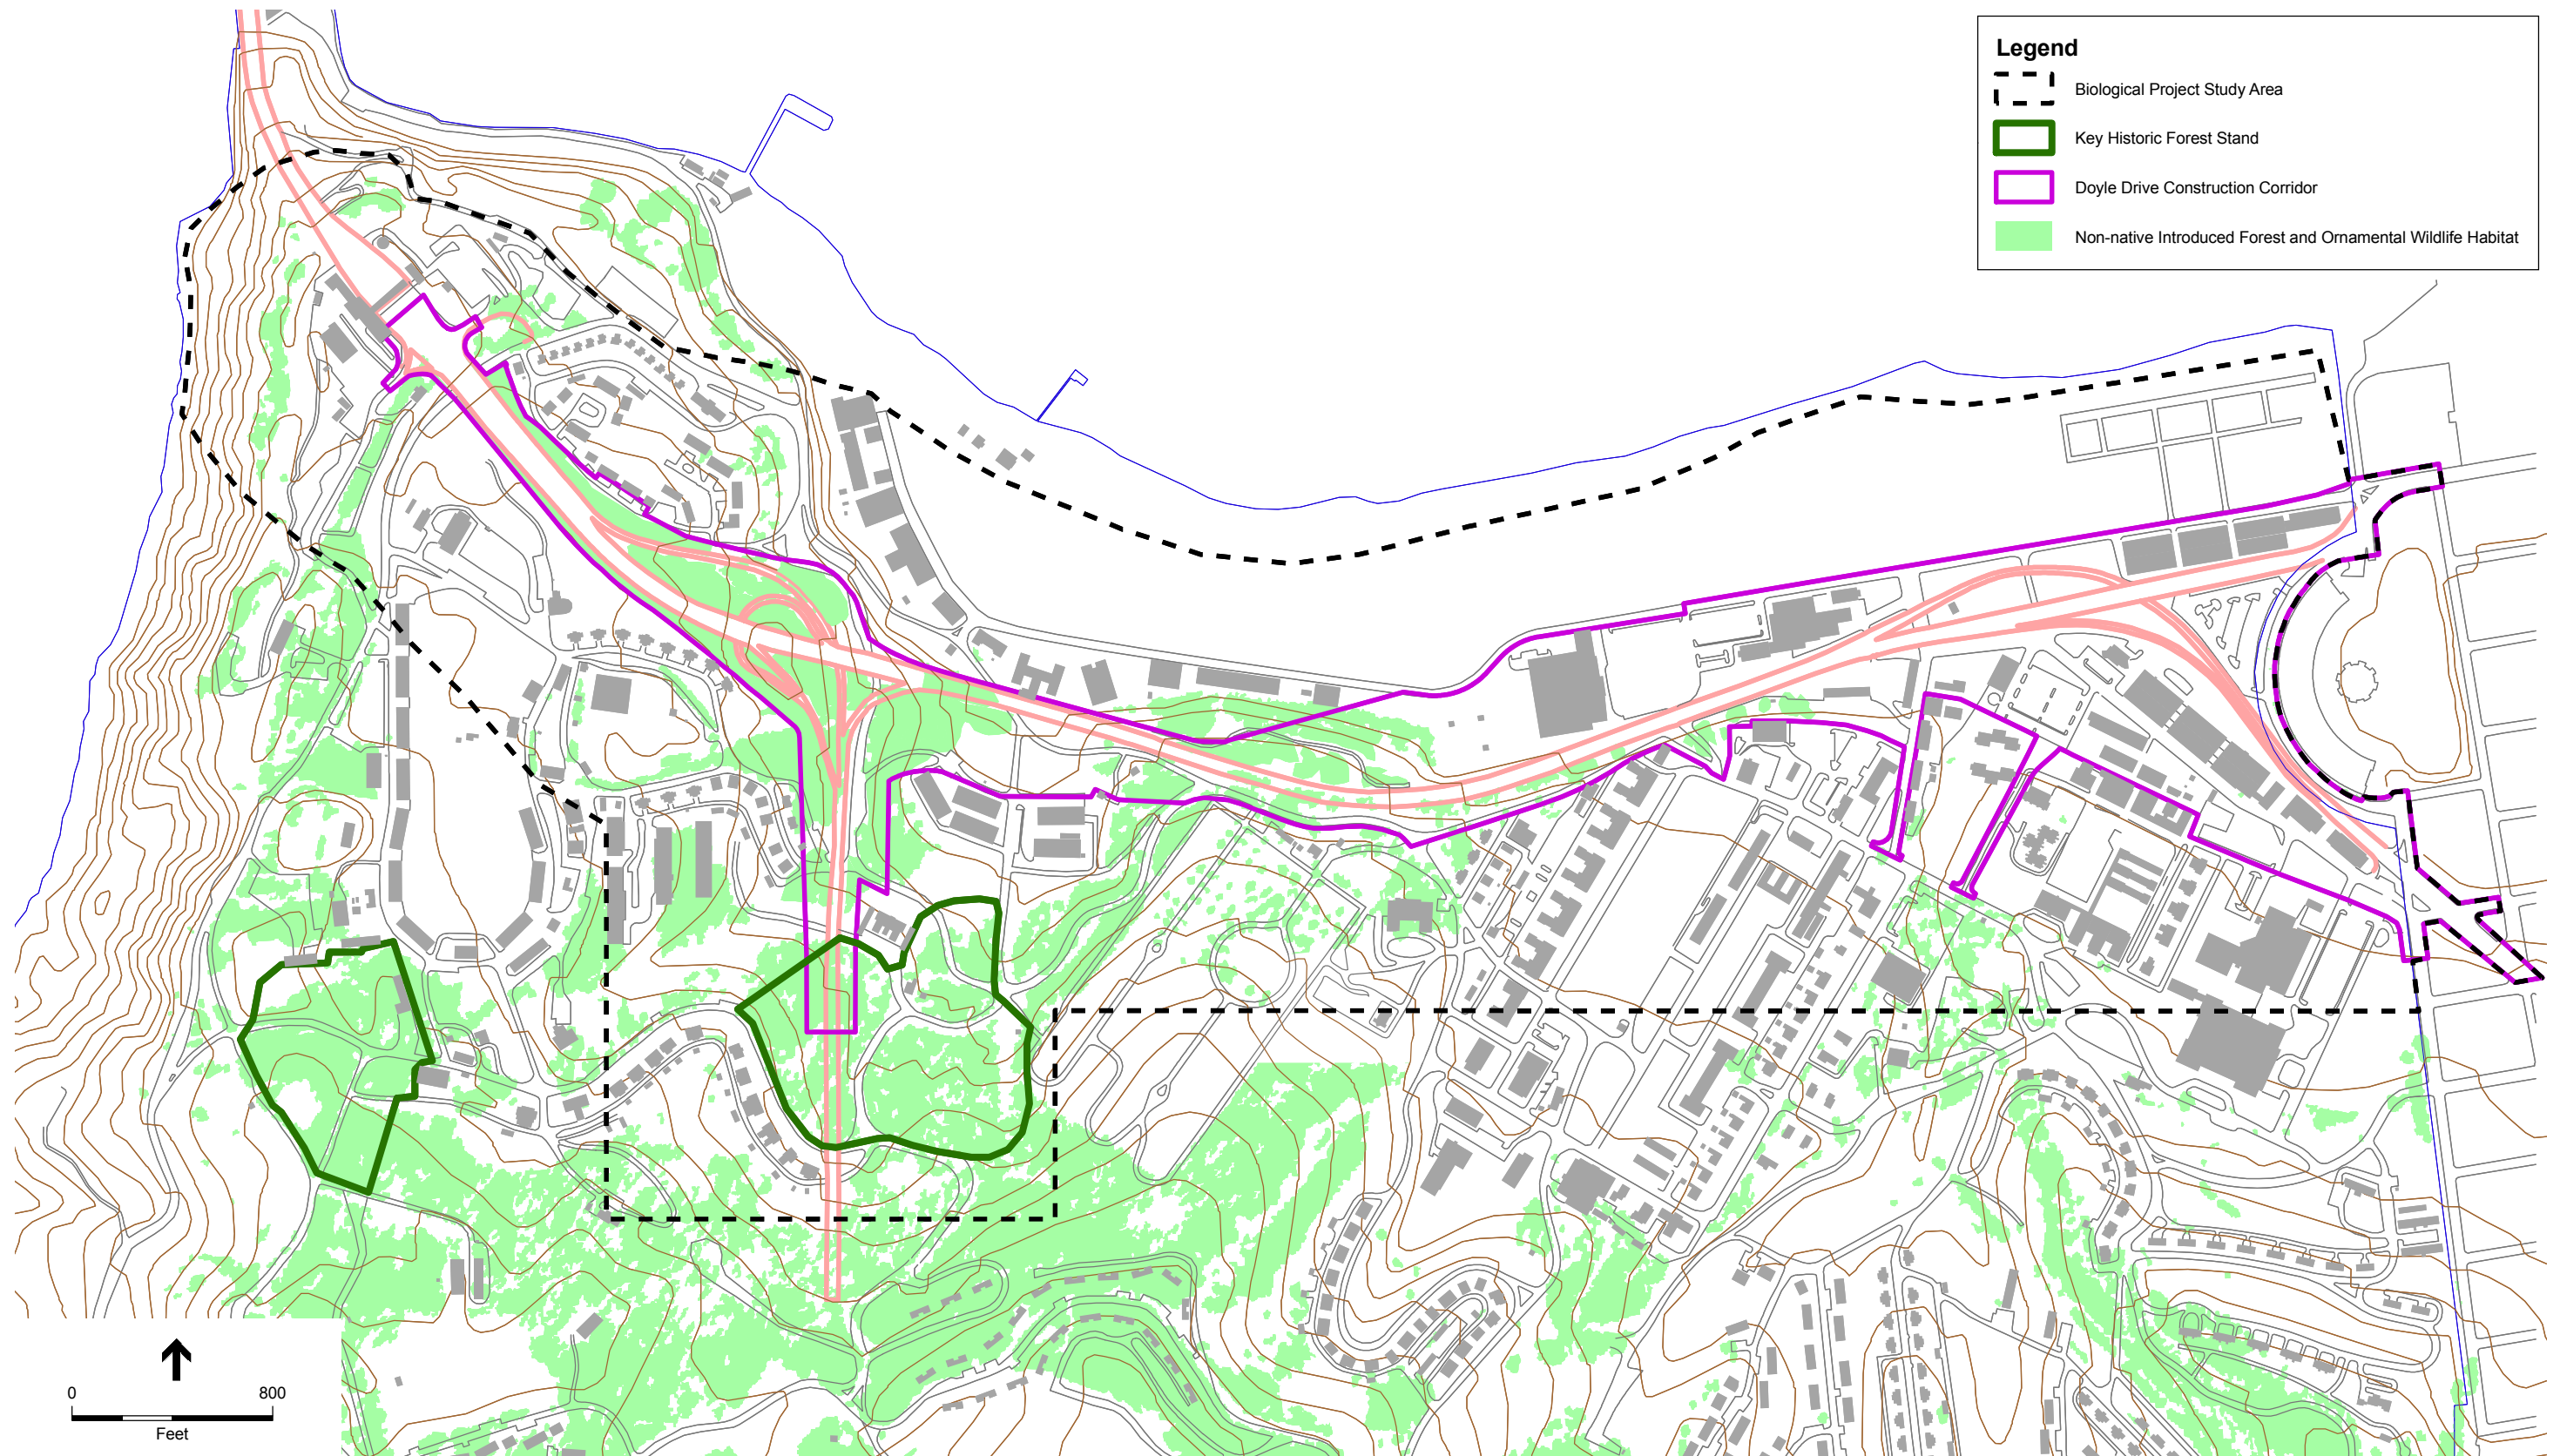 Legend
Biological Project Study Area
Key Historic Forest Stand
Doyle Drive Construction Corridor
Non-native Introduced Forest and Ornamental Wildlife Habitat
0 800
Feet